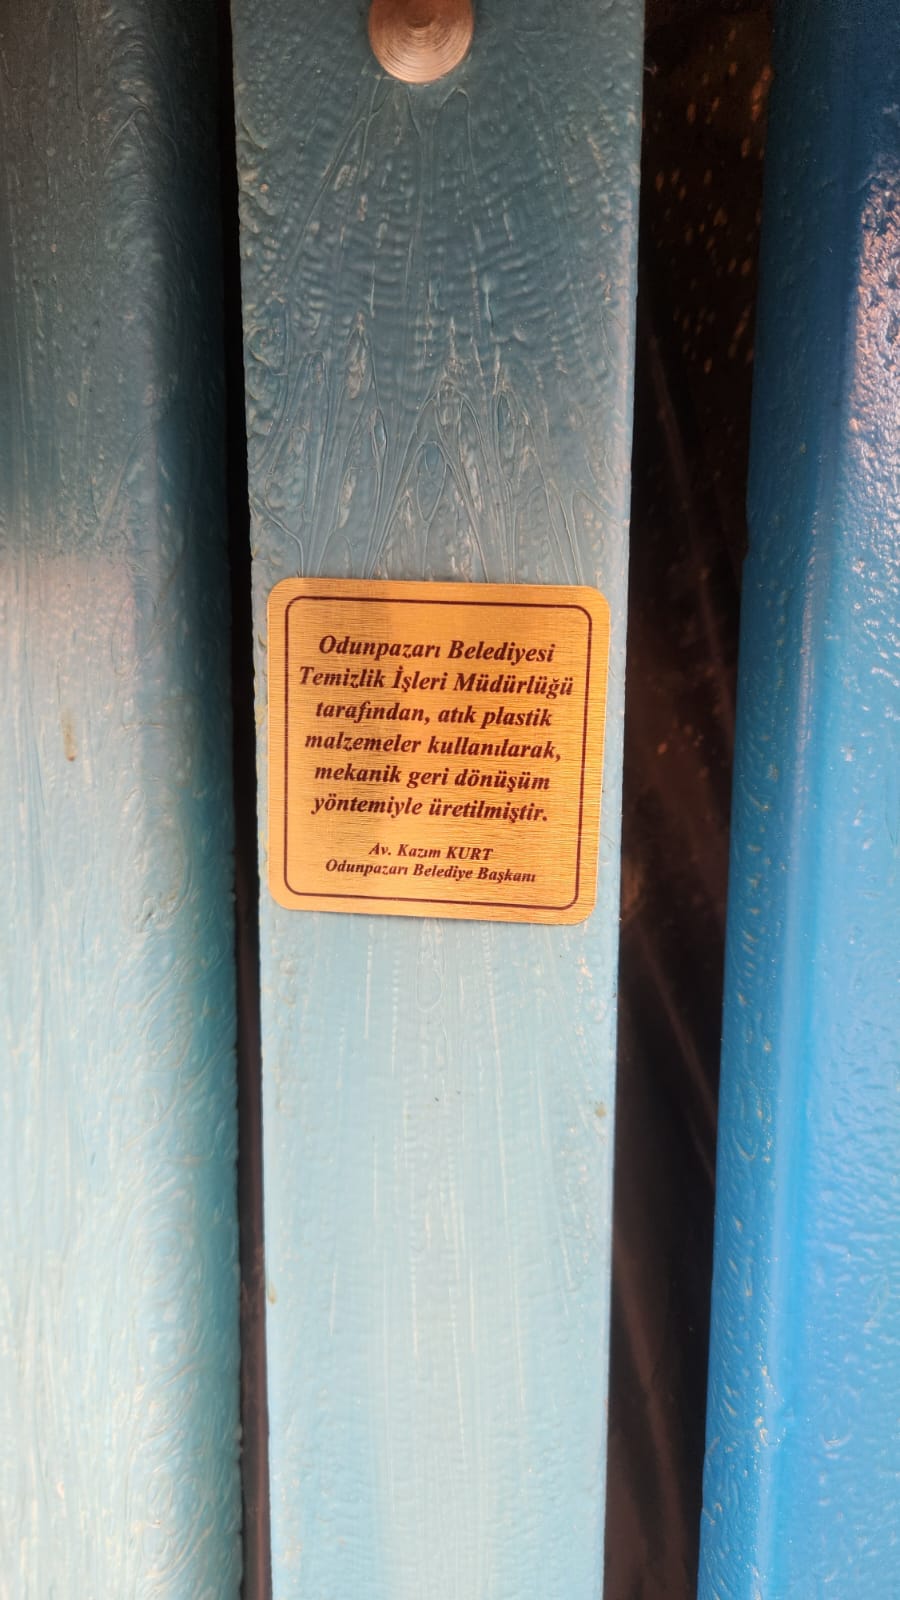 Odunpazarı Belediyesi
Temizlik İşleri Müdürlüğü
tarafından, atık plastik
malzemeler kullanılarak,
mekanik geri dönüşüm
yöntemiyle üretilmiştir.
Av. Kazım KURT
Odunpazarı Belediye Başkanı